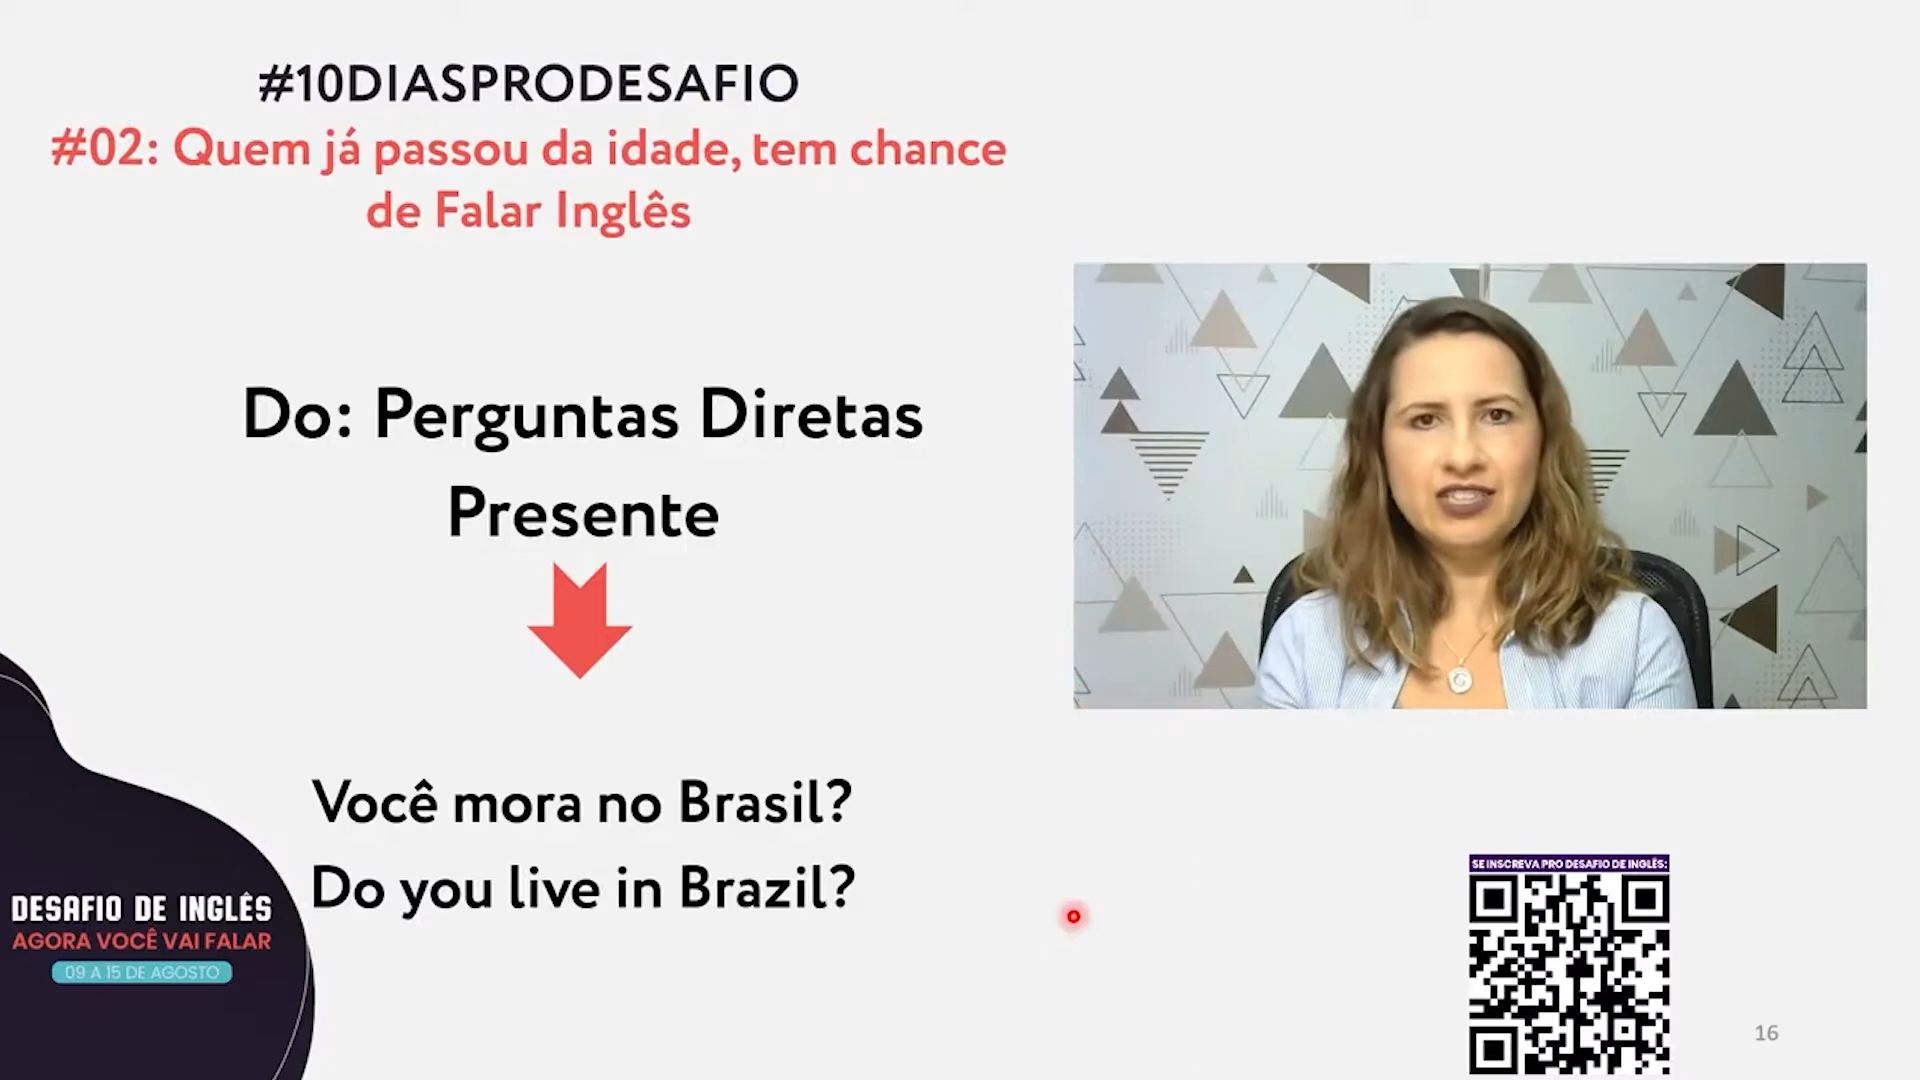 #10DIASPRODESAFIO
#02: Quem já passou da idade, tem chance
de Falar Inglês
Do: Perguntas Diretas
Presente
Você mora no Brasil?
Do you live in Brazil?
DESAFIO DE INGLÊS
AGORA VOCÊ VAI FALAR
09 A 15 DE AGOSTO
SE INSCREVA PRO DESAFIO DE INGLÊS:
16